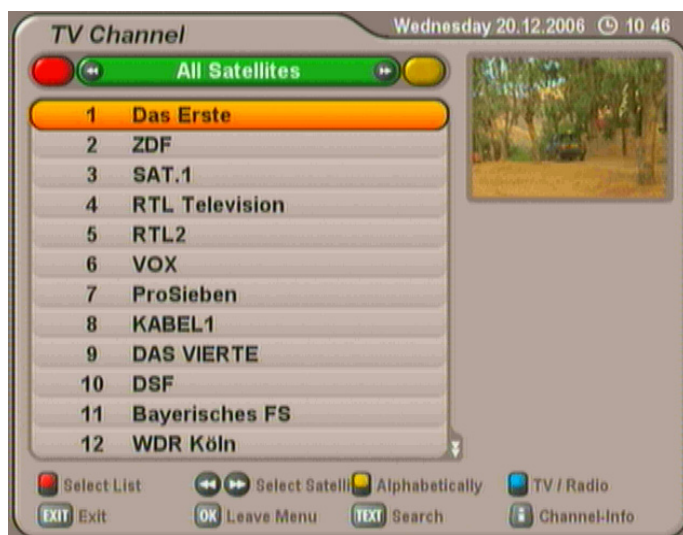 TV Channel
Wednesday 20.12.2006 10 46
All Satellites
1 Das Erste
2 ZDF
3 SAT.1
4 RTL Television
5 RTL2
6 VOX
7 ProSieben
8 KABEL1
9 DAS VIERTE
10 DSF
11 Bayerisches FS
12 WDR Köln
Select List Select Satelli Alphabetically TV / Radio
EXIT Exit OK Leave Menu TEXT Search i Channel-Info